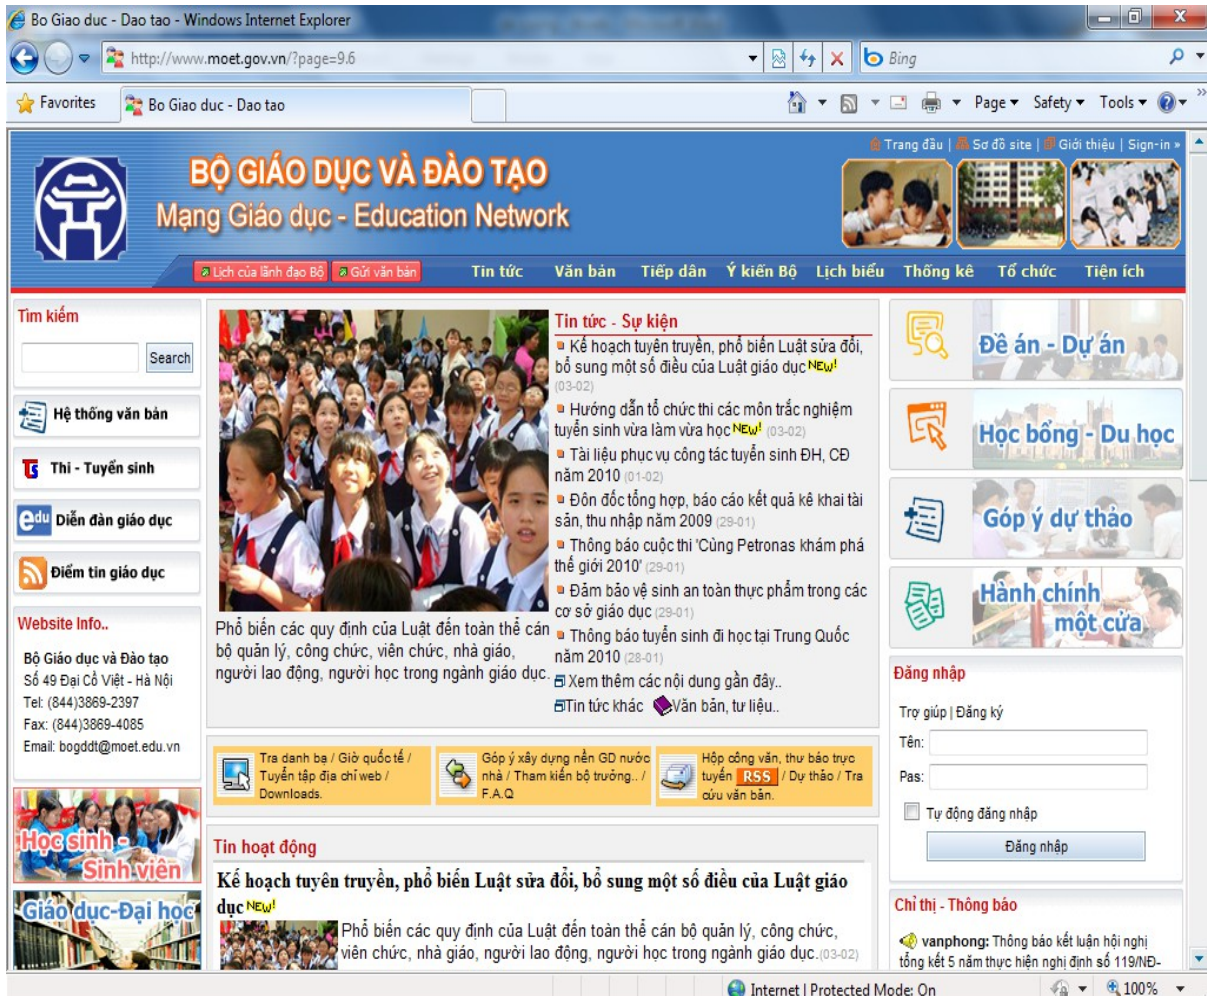 Bo Giao duc - Dao tao - Windows Internet Explorer
http://www.moet.gov.vn/?page=9.6
Bing
Favorites
Bo Giao duc - Dao tao
Page
Safety
Tools
Trang đầu | Sơ đồ site | Giới thiệu | Sign-in »
BỘ GIÁO DỤC VÀ ĐÀO TẠO
Mạng Giáo dục - Education Network
Lịch của lãnh đạo Bộ
Gửi văn bản
Tin tức
Văn bản
Tiếp dân
Ý kiến Bộ
Lịch biểu
Thống kê
Tổ chức
Tiện ích
Tìm kiếm
Search
Hệ thống văn bản
Ts Thi - Tuyển sinh
edu Diễn đàn giáo dục
Điểm tin giáo dục
Website Info..
Bộ Giáo dục và Đào tạo
Số 49 Đại Cồ Việt - Hà Nội
Tel: (844)3869-2397
Fax: (844)3869-4085
Email: bogddt@moet.edu.vn
Học sinh -
Sinh viên
Giáo dục-Đại học
Phổ biến các quy định của Luật đến toàn thể cán
bộ quản lý, công chức, viên chức, nhà giáo,
người lao động, người học trong ngành giáo dục.
Tin tức - Sự kiện
Kế hoạch tuyên truyền, phổ biến Luật sửa đổi,
bổ sung một số điều của Luật giáo dục NEW!
(03-02)
Hướng dẫn tổ chức thi các môn trắc nghiệm
tuyển sinh vừa làm vừa học NEW! (03-02)
Tài liệu phục vụ công tác tuyển sinh ĐH, CĐ
năm 2010 (01-02)
Đôn đốc tổng hợp, báo cáo kết quả kê khai tài
sản, thu nhập năm 2009 (29-01)
Thông báo cuộc thi 'Cùng Petronas khám phá
thế giới 2010' (29-01)
Đảm bảo vệ sinh an toàn thực phẩm trong các
cơ sở giáo dục (29-01)
Thông báo tuyển sinh đi học tại Trung Quốc
năm 2010 (28-01)
Xem thêm các nội dung gần đây..
Tin tức khác Văn bản, tư liệu..
Tra danh bạ / Giờ quốc tế /
Tuyển tập địa chỉ web /
Downloads.
Góp ý xây dựng nền GD nước
nhà / Tham kiến bộ trưởng.. /
F.A.Q
Hộp công văn, thư báo trực
tuyến RSS / Dự thảo / Tra
cứu văn bản.
Tin hoạt động
Kế hoạch tuyên truyền, phổ biến Luật sửa đổi, bổ sung một số điều của Luật giáo
dục NEW!
Phổ biến các quy định của Luật đến toàn thể cán bộ quản lý, công chức,
viên chức, nhà giáo, người lao động, người học trong ngành giáo dục.(03-02)
Đề án - Dự án
Học bổng - Du học
Góp ý dự thảo
Hành chính
một cửa
Đăng nhập
Trợ giúp | Đăng ký
Tên:
Pas:
Tự động đăng nhập
Đăng nhập
Chỉ thị - Thông báo
vanphong: Thông báo kết luận hội nghị
tổng kết 5 năm thực hiện nghị định số 119/NĐ-
Internet | Protected Mode: On
100%